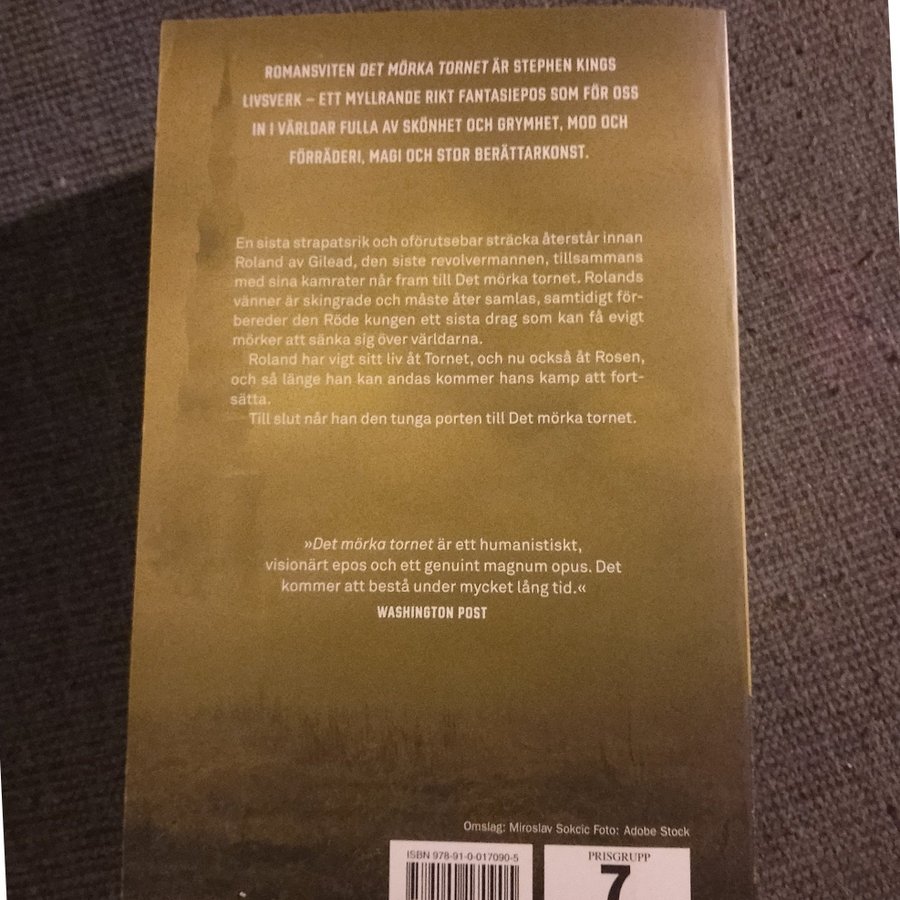 ROMANSVITEN DET MÖRKA TORNET ÄR STEPHEN KINGS
LIVSVERK – ETT MYLLRANDE RIKT FANTASIEPOS SOM FÖR OSS
IN I VÄRLDAR FULLA AV SKÖNHET OCH GRYMHET, MOD OCH
FÖRRÄDERI, MAGI OCH STOR BERÄTTARKONST.
En sista strapatsrik och oförutsebar sträcka återstår innan
Roland av Gilead, den siste revolvermannen, tillsammans
med sina kamrater når fram till Det mörka tornet. Rolands
vänner är skingrade och måste åter samlas, samtidigt för-
bereder den Röde kungen ett sista drag som kan få evigt
mörker att sänka sig över världarna.
Roland har vigt sitt liv åt Tornet, och nu också åt Rosen,
och så länge han kan andas kommer hans kamp att fort-
sätta.
Till slut når han den tunga porten till Det mörka tornet.
»Det mörka tornet är ett humanistiskt,
visionärt epos och ett genuint magnum opus. Det
kommer att bestå under mycket lång tid.«
WASHINGTON POST
Omslag: Miroslav Sokcic Foto: Adobe Stock
ISBN 978-91-0-017090-5
PRISGRUPP
7